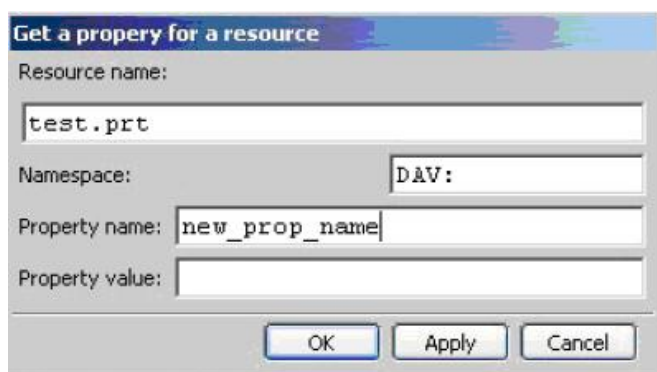 Get a propery for a resource
Resource name:
test.prt
Namespace: DAV:
Property name: new_prop_name
Property value:
OK Apply Cancel